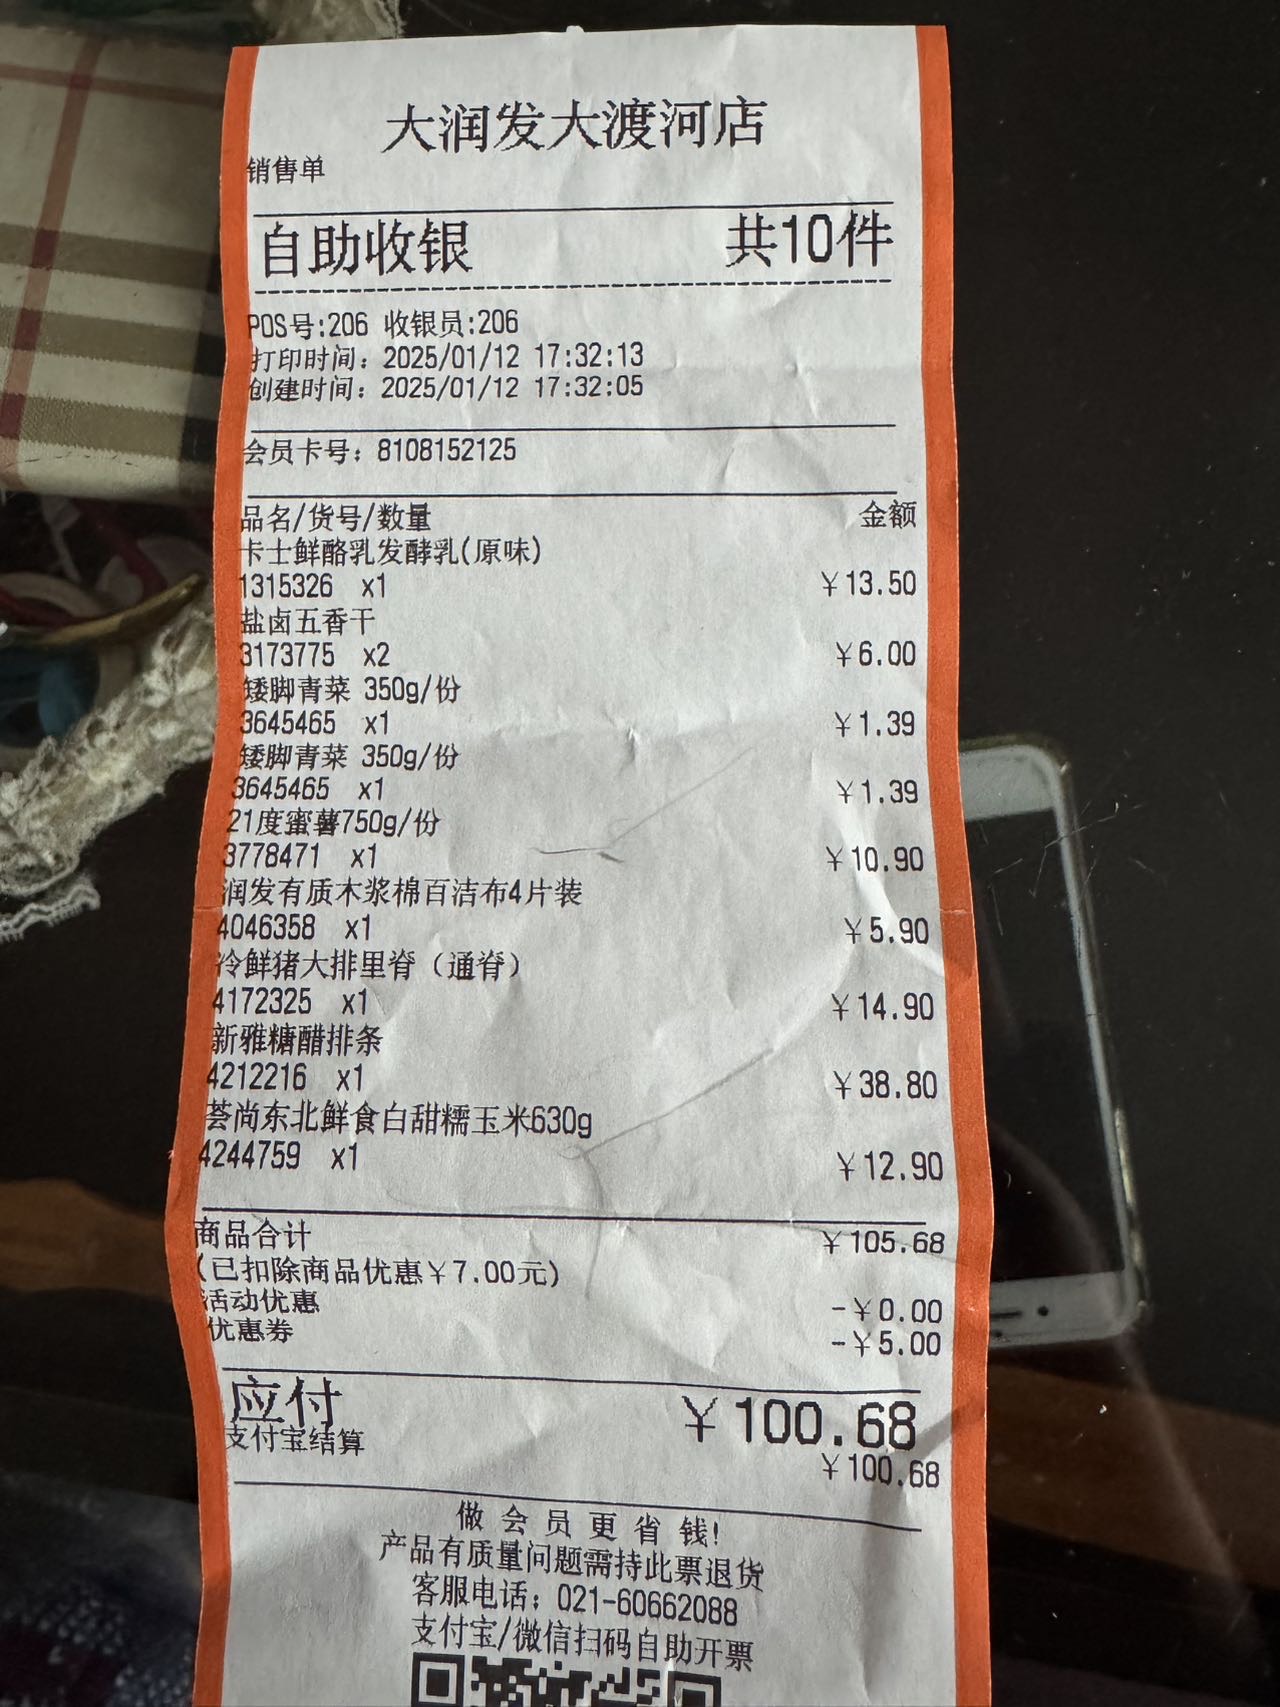 大润发大渡河店
销售单
自助收银 共10件
POS号:206 收银员:206
打印时间：2025/01/12 17:32:13
创建时间：2025/01/12 17:32:05
会员卡号：8108152125
品名/货号/数量 金额
卡士鲜酪乳发酵乳(原味)
1315326 x1 ￥13.50
盐卤五香干
3173775 x2 ￥6.00
矮脚青菜 350g/份
3645465 x1 ￥1.39
矮脚青菜 350g/份
3645465 x1 ￥1.39
21度蜜薯750g/份
3778471 x1 ￥10.90
润发有质木浆棉百洁布4片装
4046358 x1 ￥5.90
冷鲜猪大排里脊（通脊）
4172325 x1 ￥14.90
新雅糖醋排条
4212216 x1 ￥38.80
荟尚东北鲜食白甜糯玉米630g
4244759 x1 ￥12.90
商品合计 ￥105.68
(已扣除商品优惠￥7.00元)
活动优惠 -￥0.00
优惠券 -￥5.00
应付 ￥100.68
支付宝结算 ￥100.68
做会员更省钱!
产品有质量问题需持此票退货
客服电话：021-60662088
支付宝/微信扫码自助开票